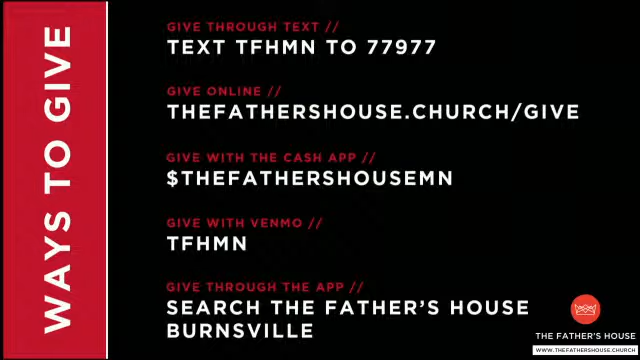 WAYS TO GIVE
GIVE THROUGH TEXT //
TEXT TFHMN TO 77977
GIVE ONLINE //
THEFATHERSHOUSE.CHURCH/GIVE
GIVE WITH THE CASH APP //
$THEFATHERSHOUSEMN
GIVE WITH VENMO //
TFHMN
GIVE THROUGH THE APP //
SEARCH THE FATHER'S HOUSE
BURNSVILLE
THE FATHER'S HOUSE
WWW.THEFATHERSHOUSE.CHURCH